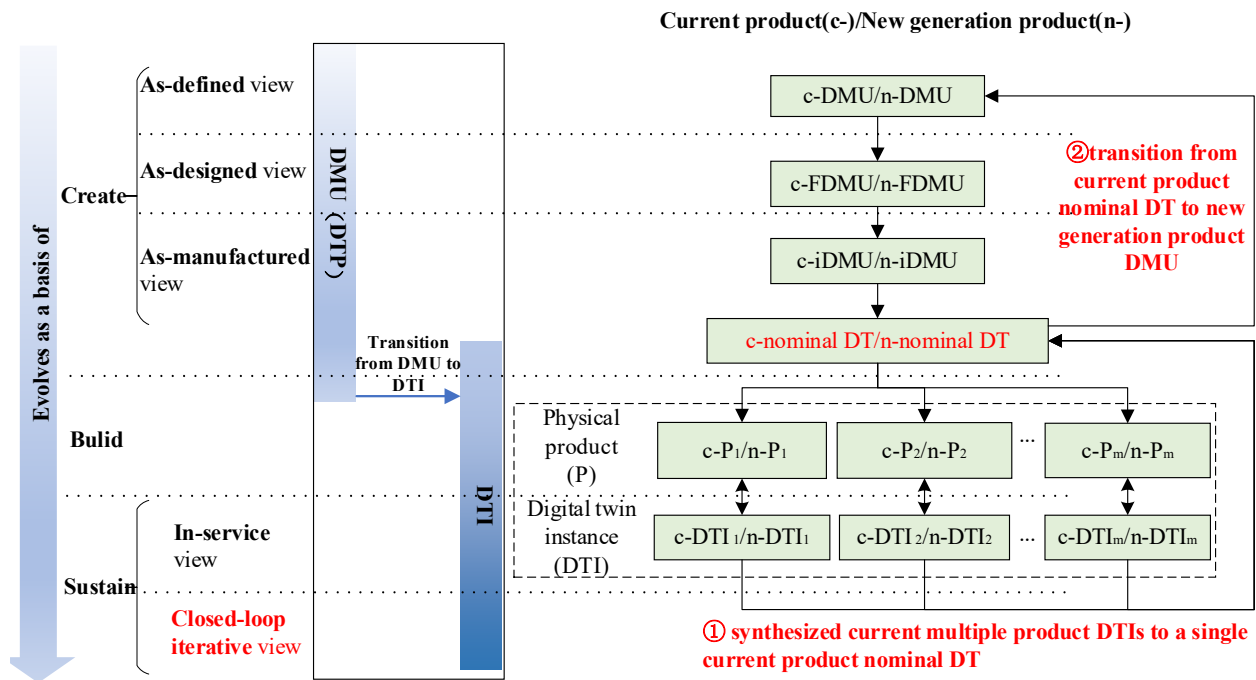 Current product(c-)/New generation product(n-)
Evolves as a basis of
Create
As-defined view
As-designed view
As-manufactured
view
Bulid
Sustain
In-service
view
Closed-loop
iterative view
DMU (DTP)
Transition
from DMU to
DTI
DTI
c-DMU/n-DMU
c-FDMU/n-FDMU
c-iDMU/n-iDMU
c-nominal DT/n-nominal DT
②transition from
current product
nominal DT to new
generation product
DMU
Physical
product
(P)
c-P₁/n-P₁
c-P₂/n-P₂
...
c-Pₘ/n-Pₘ
Digital twin
instance
(DTI)
c-DTI ₁/n-DTI₁
c-DTI ₂/n-DTI₂
...
c-DTIₘ/n-DTIₘ
① synthesized current multiple product DTIs to a single
current product nominal DT